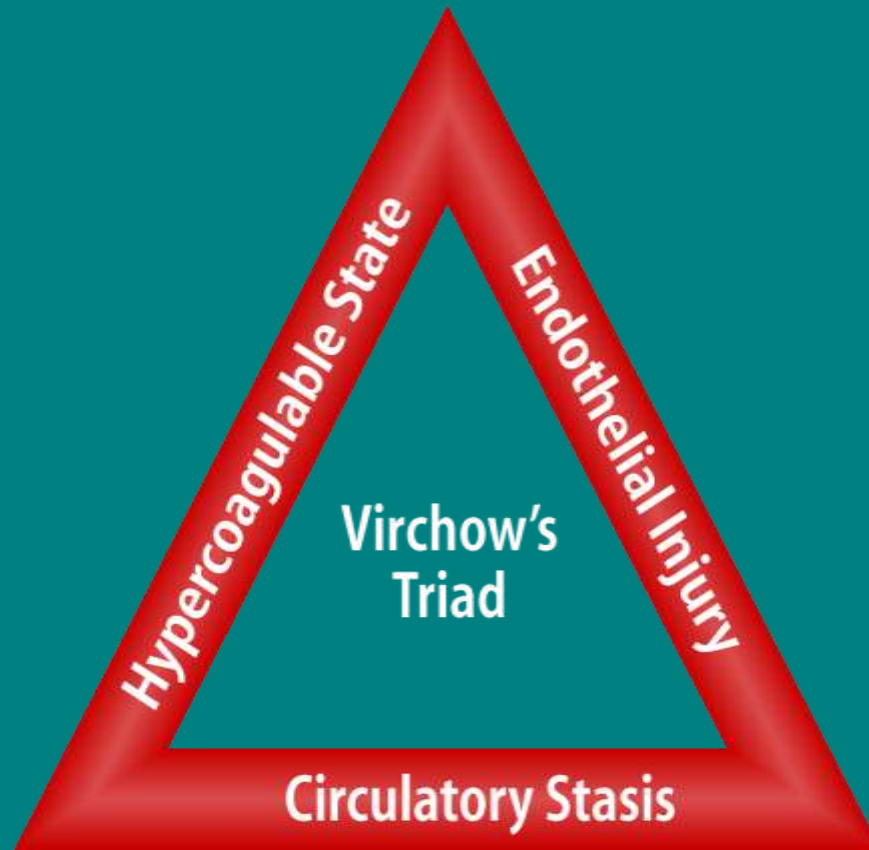 Hypercoagulable State
Endothelial Injury
Virchow’s
Triad
Circulatory Stasis